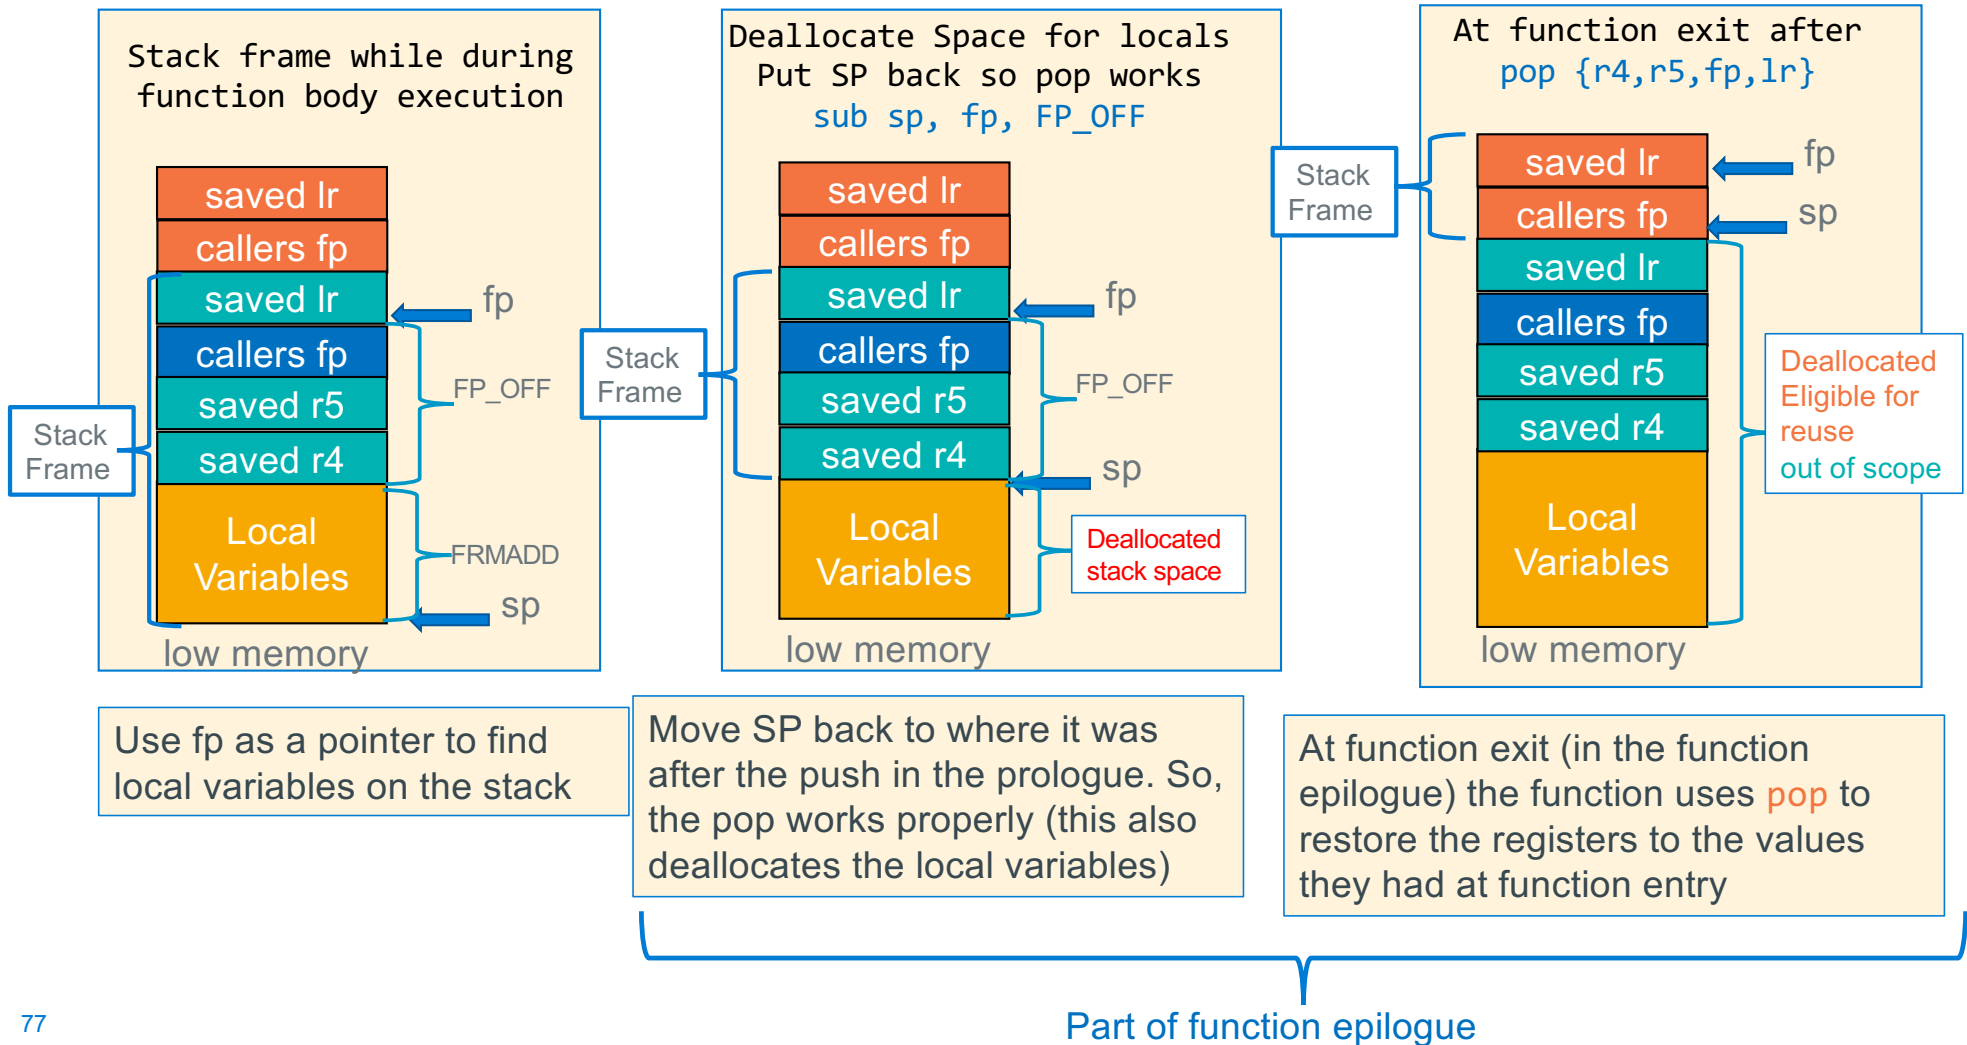 Stack frame while during
function body execution
saved lr
callers fp
saved lr
fp
callers fp
saved r5
FP_OFF
saved r4
Stack
Frame
Local
Variables
FRMADD
sp
low memory
Use fp as a pointer to find
local variables on the stack
Deallocate Space for locals
Put SP back so pop works
sub sp, fp, FP_OFF
saved lr
callers fp
saved lr
fp
Stack
Frame
callers fp
saved r5
FP_OFF
saved r4
sp
Local
Variables
Deallocated
stack space
low memory
Move SP back to where it was
after the push in the prologue. So,
the pop works properly (this also
deallocates the local variables)
At function exit after
pop {r4,r5,fp,lr}
Stack
Frame
saved lr
fp
callers fp
sp
saved lr
callers fp
saved r5
saved r4
Deallocated
Eligible for
reuse
out of scope
Local
Variables
low memory
At function exit (in the function
epilogue) the function uses pop to
restore the registers to the values
they had at function entry
Part of function epilogue
77